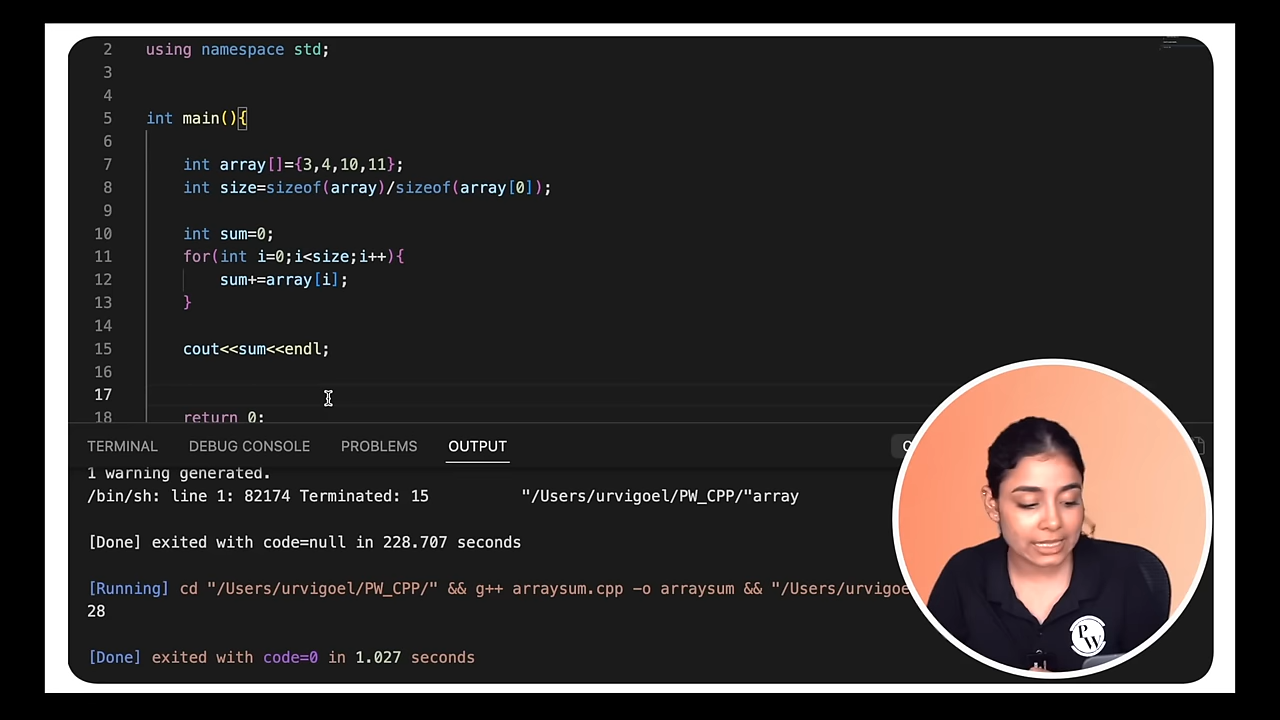 2 using namespace std;
3
4
5 int main(){
6
7 int array[]={3,4,10,11};
8 int size=sizeof(array)/sizeof(array[0]);
9
10 int sum=0;
11 for(int i=0;i<size;i++){
12 sum+=array[i];
13 }
14
15 cout<<sum<<endl;
16
17
18 return 0;
TERMINAL DEBUG CONSOLE PROBLEMS OUTPUT
1 warning generated.
/bin/sh: line 1: 82174 Terminated: 15 "/Users/urvigoel/PW_CPP/"array
[Done] exited with code=null in 228.707 seconds
[Running] cd "/Users/urvigoel/PW_CPP/" && g++ arraysum.cpp -o arraysum && "/Users/urvigoe
28
[Done] exited with code=0 in 1.027 seconds
PW